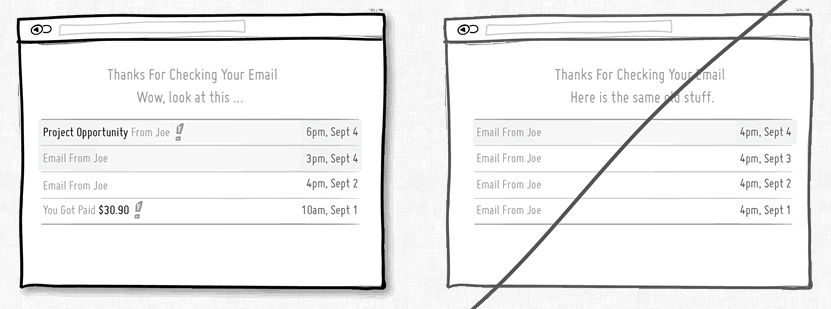 Thanks For Checking Your Email
Wow, look at this ...
Project Opportunity From Joe 6pm, Sept 4
Email From Joe 3pm, Sept 4
Email From Joe 4pm, Sept 2
You Got Paid $30.90 10am, Sept 1
Thanks For Checking Your Email
Here is the same old stuff.
Email From Joe 4pm, Sept 4
Email From Joe 4pm, Sept 3
Email From Joe 4pm, Sept 2
Email From Joe 4pm, Sept 1